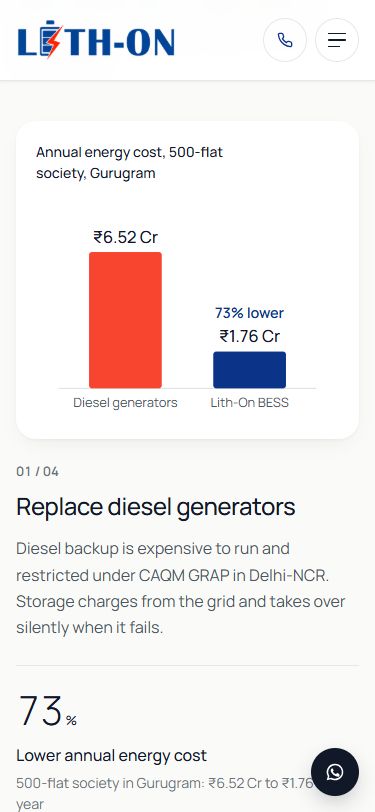 LITH-ON
Annual energy cost, 500-flat
society, Gurugram
₹6.52 Cr
73% lower
₹1.76 Cr
Diesel generators
Lith-On BESS
01 / 04
Replace diesel generators
Diesel backup is expensive to run and
restricted under CAQM GRAP in Delhi-NCR.
Storage charges from the grid and takes over
silently when it fails.
73%
Lower annual energy cost
500-flat society in Gurugram: ₹6.52 Cr to ₹1.76
year